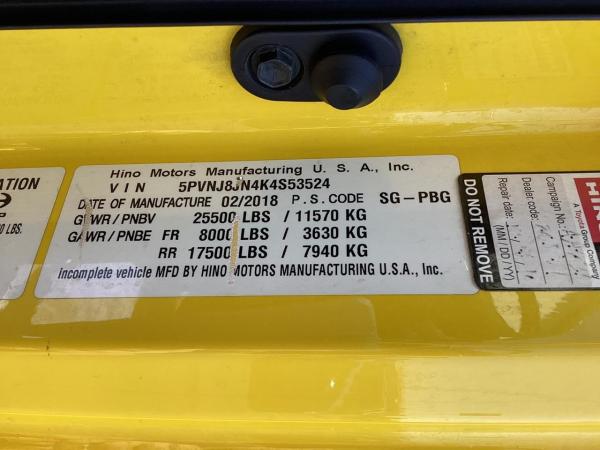 ATION
0 LBS.
Hino Motors Manufacturing U. S. A., Inc.
V I N 5PVNJ8JN4K4S53524
DATE OF MANUFACTURE 02/2018 P. S. CODE SG-PBG
GVWR/PNBV 25500 LBS / 11570 KG
GAWR/PNBE FR 8000 LBS / 3630 KG
RR 17500 LBS / 7940 KG
Incomplete vehicle MFD BY HINO MOTORS MANUFACTURING U.S.A., Inc.
DO NOT REMOVE
Repair date:
(MM/DD/YY)
Dealer code:
Campaign No.:
A Toyota Group Company